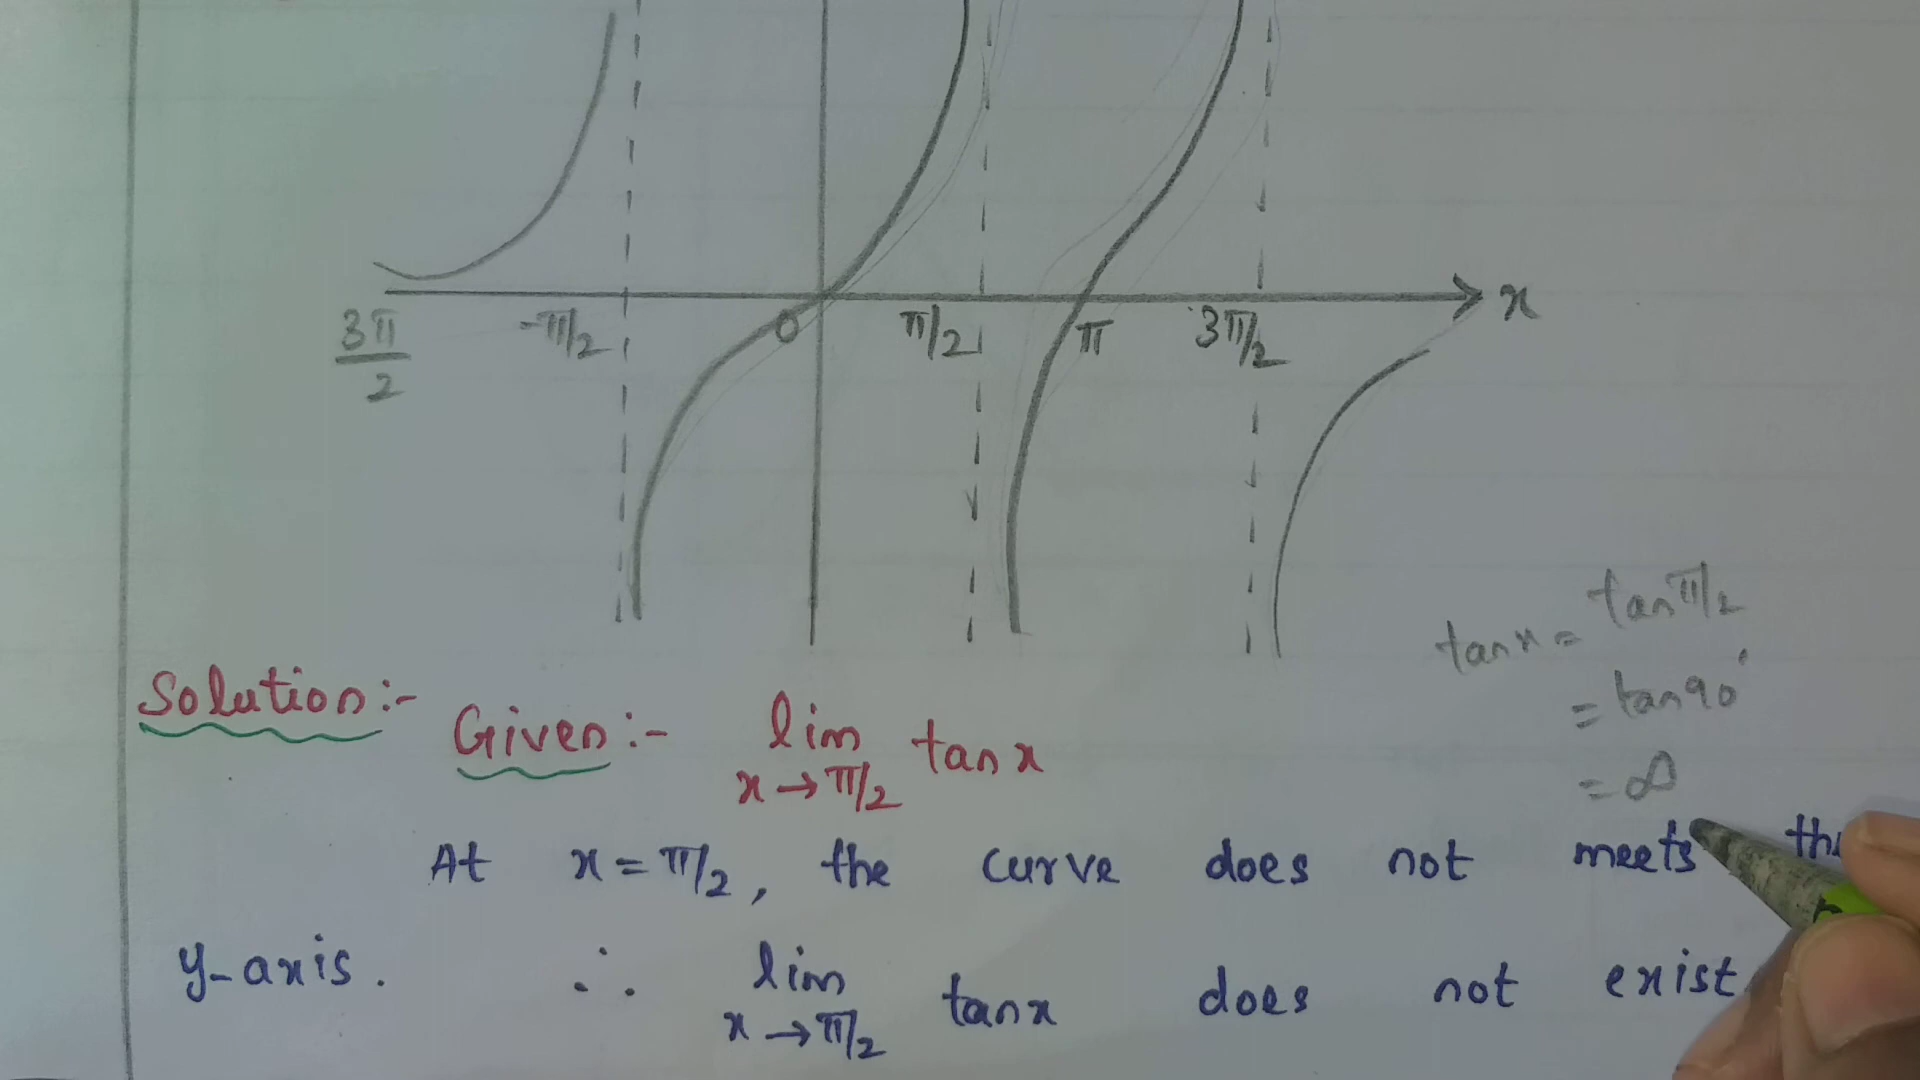 x
3π/2 -π/2 0 π/2 π 3π/2
tan x = tan π/2
= tan 90°
= ∞
Solution :-
Given :- lim x→π/2 tan x
At x = π/2, the curve does not meets
y-axis. ∴ lim x→π/2 tan x does not exist